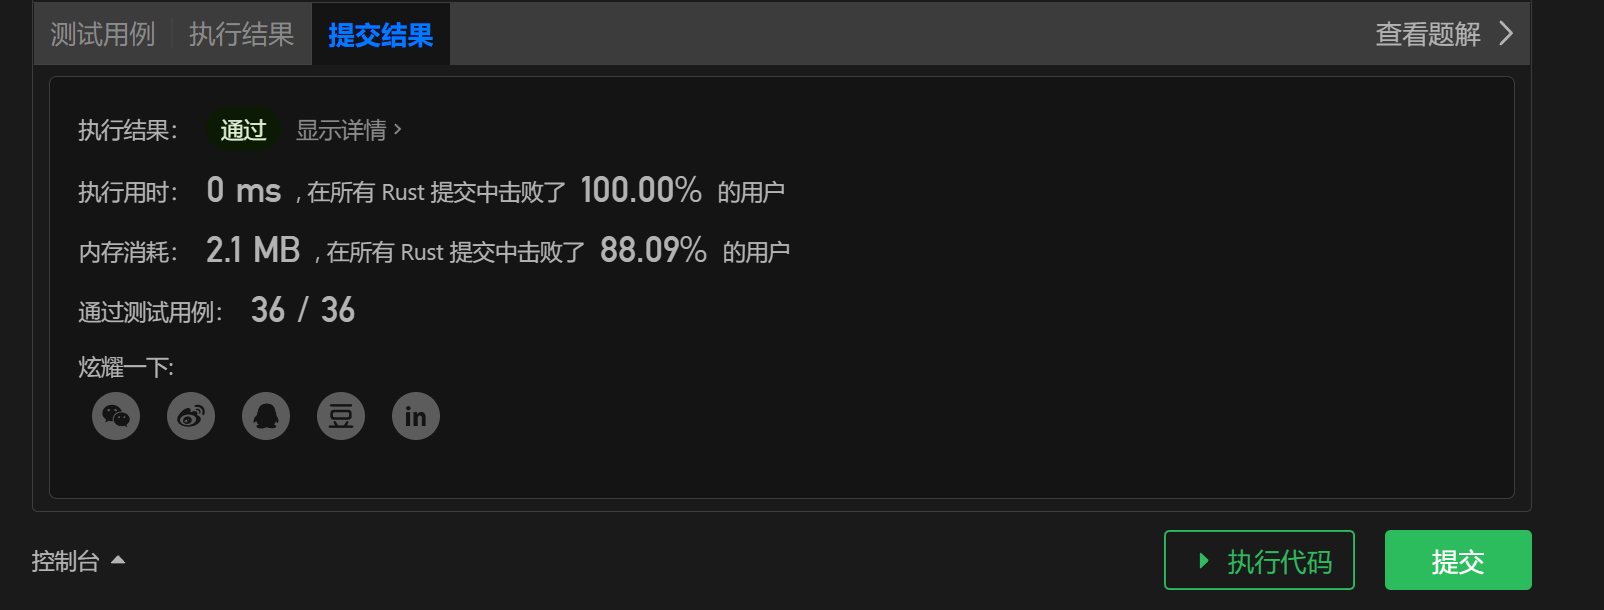 测试用例 执行结果 提交结果 查看题解
执行结果： 通过 显示详情 ›
执行用时： 0 ms , 在所有 Rust 提交中击败了 100.00% 的用户
内存消耗： 2.1 MB , 在所有 Rust 提交中击败了 88.09% 的用户
通过测试用例： 36 / 36
炫耀一下:
豆 in
控制台 执行代码 提交